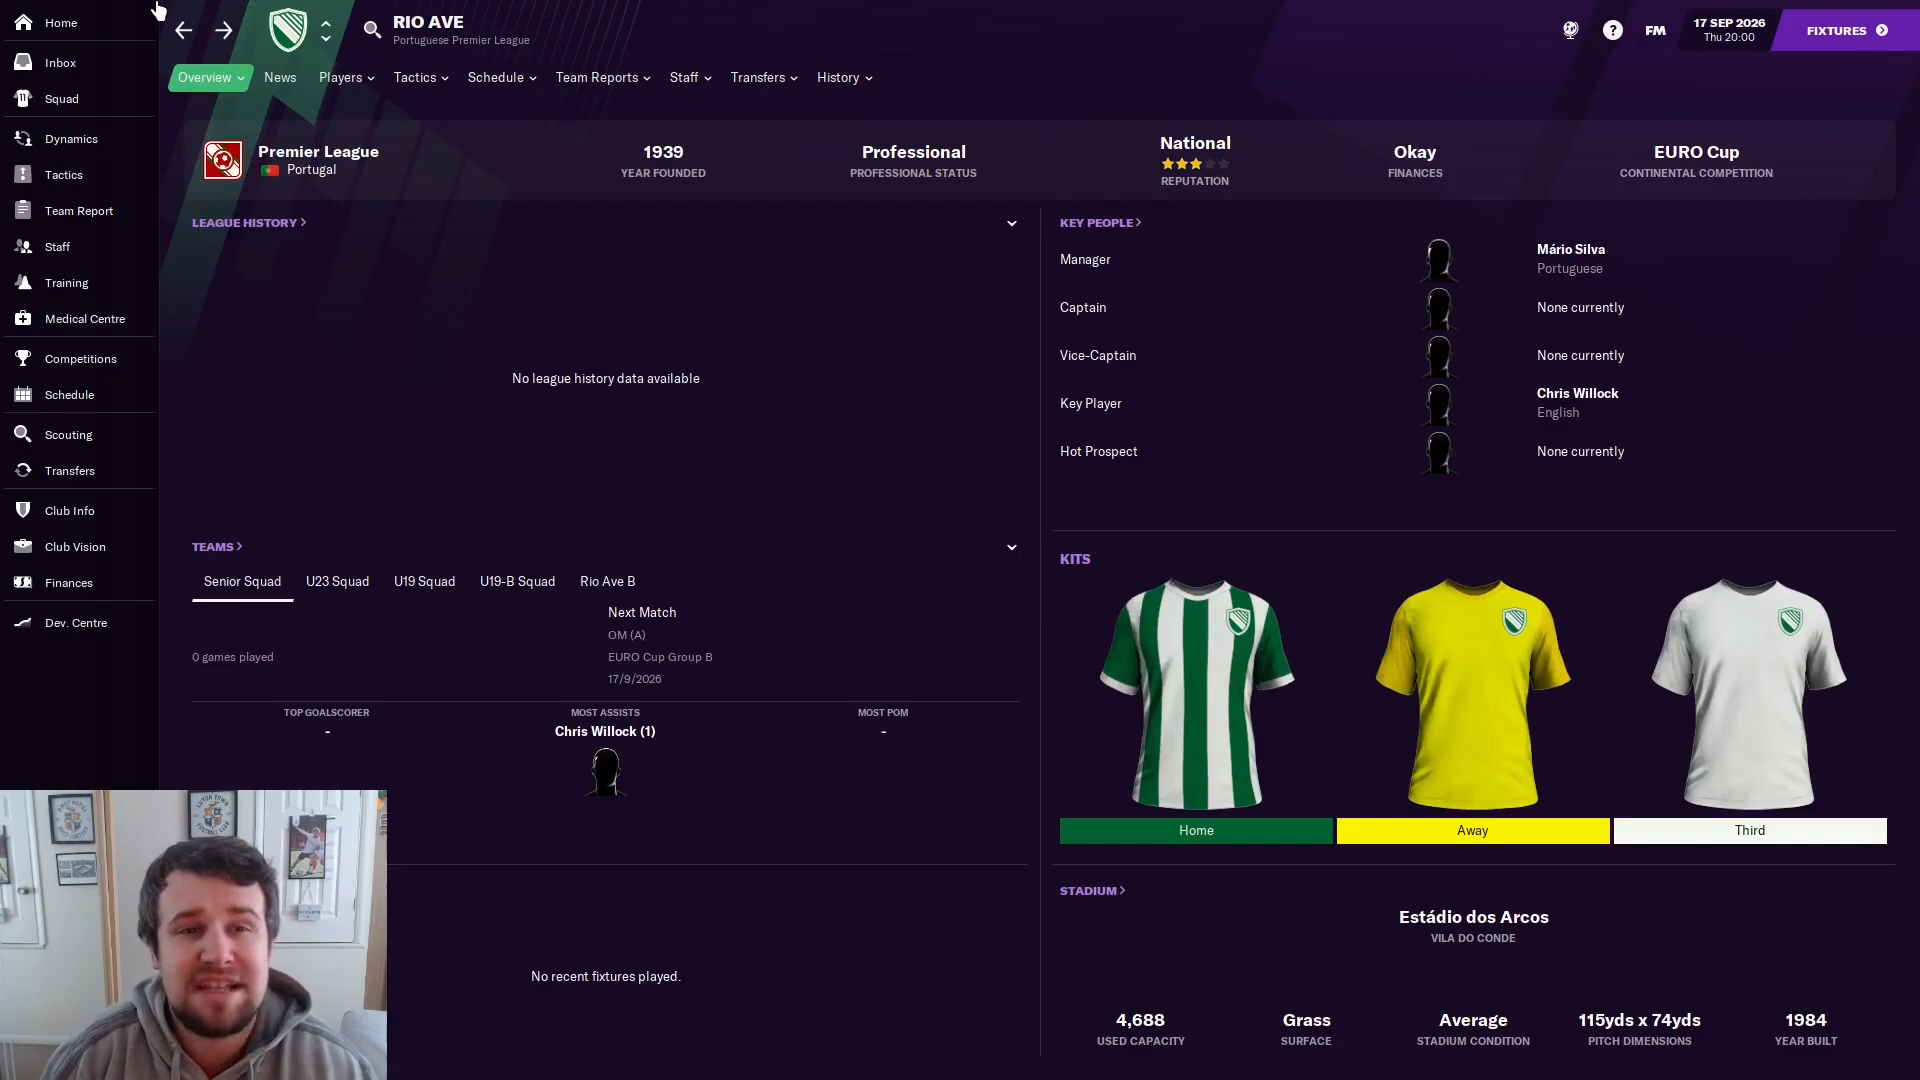 Home
Inbox
Squad
Dynamics
Tactics
Team Report
Staff
Training
Medical Centre
Competitions
Schedule
Scouting
Transfers
Club Info
Club Vision
Finances
Dev. Centre
RIO AVE
Portuguese Premier League
FM
17 SEP 2026
Thu 20:00
FIXTURES
Overview News Players Tactics Schedule Team Reports Staff Transfers History
Premier League
Portugal
1939
YEAR FOUNDED
Professional
PROFESSIONAL STATUS
National
REPUTATION
Okay
FINANCES
EURO Cup
CONTINENTAL COMPETITION
LEAGUE HISTORY
No league history data available
TEAMS
Senior Squad U23 Squad U19 Squad U19-B Squad Rio Ave B
0 games played
Next Match
OM (A)
EURO Cup Group B
17/9/2026
TOP GOALSCORER
-
MOST ASSISTS
Chris Willock (1)
MOST POM
-
No recent fixtures played.
KEY PEOPLE
Manager
Mário Silva
Portuguese
Captain
None currently
Vice-Captain
None currently
Key Player
Chris Willock
English
Hot Prospect
None currently
KITS
Home
Away
Third
STADIUM
Estádio dos Arcos
VILA DO CONDE
4,688
USED CAPACITY
Grass
SURFACE
Average
STADIUM CONDITION
115yds x 74yds
PITCH DIMENSIONS
1984
YEAR BUILT